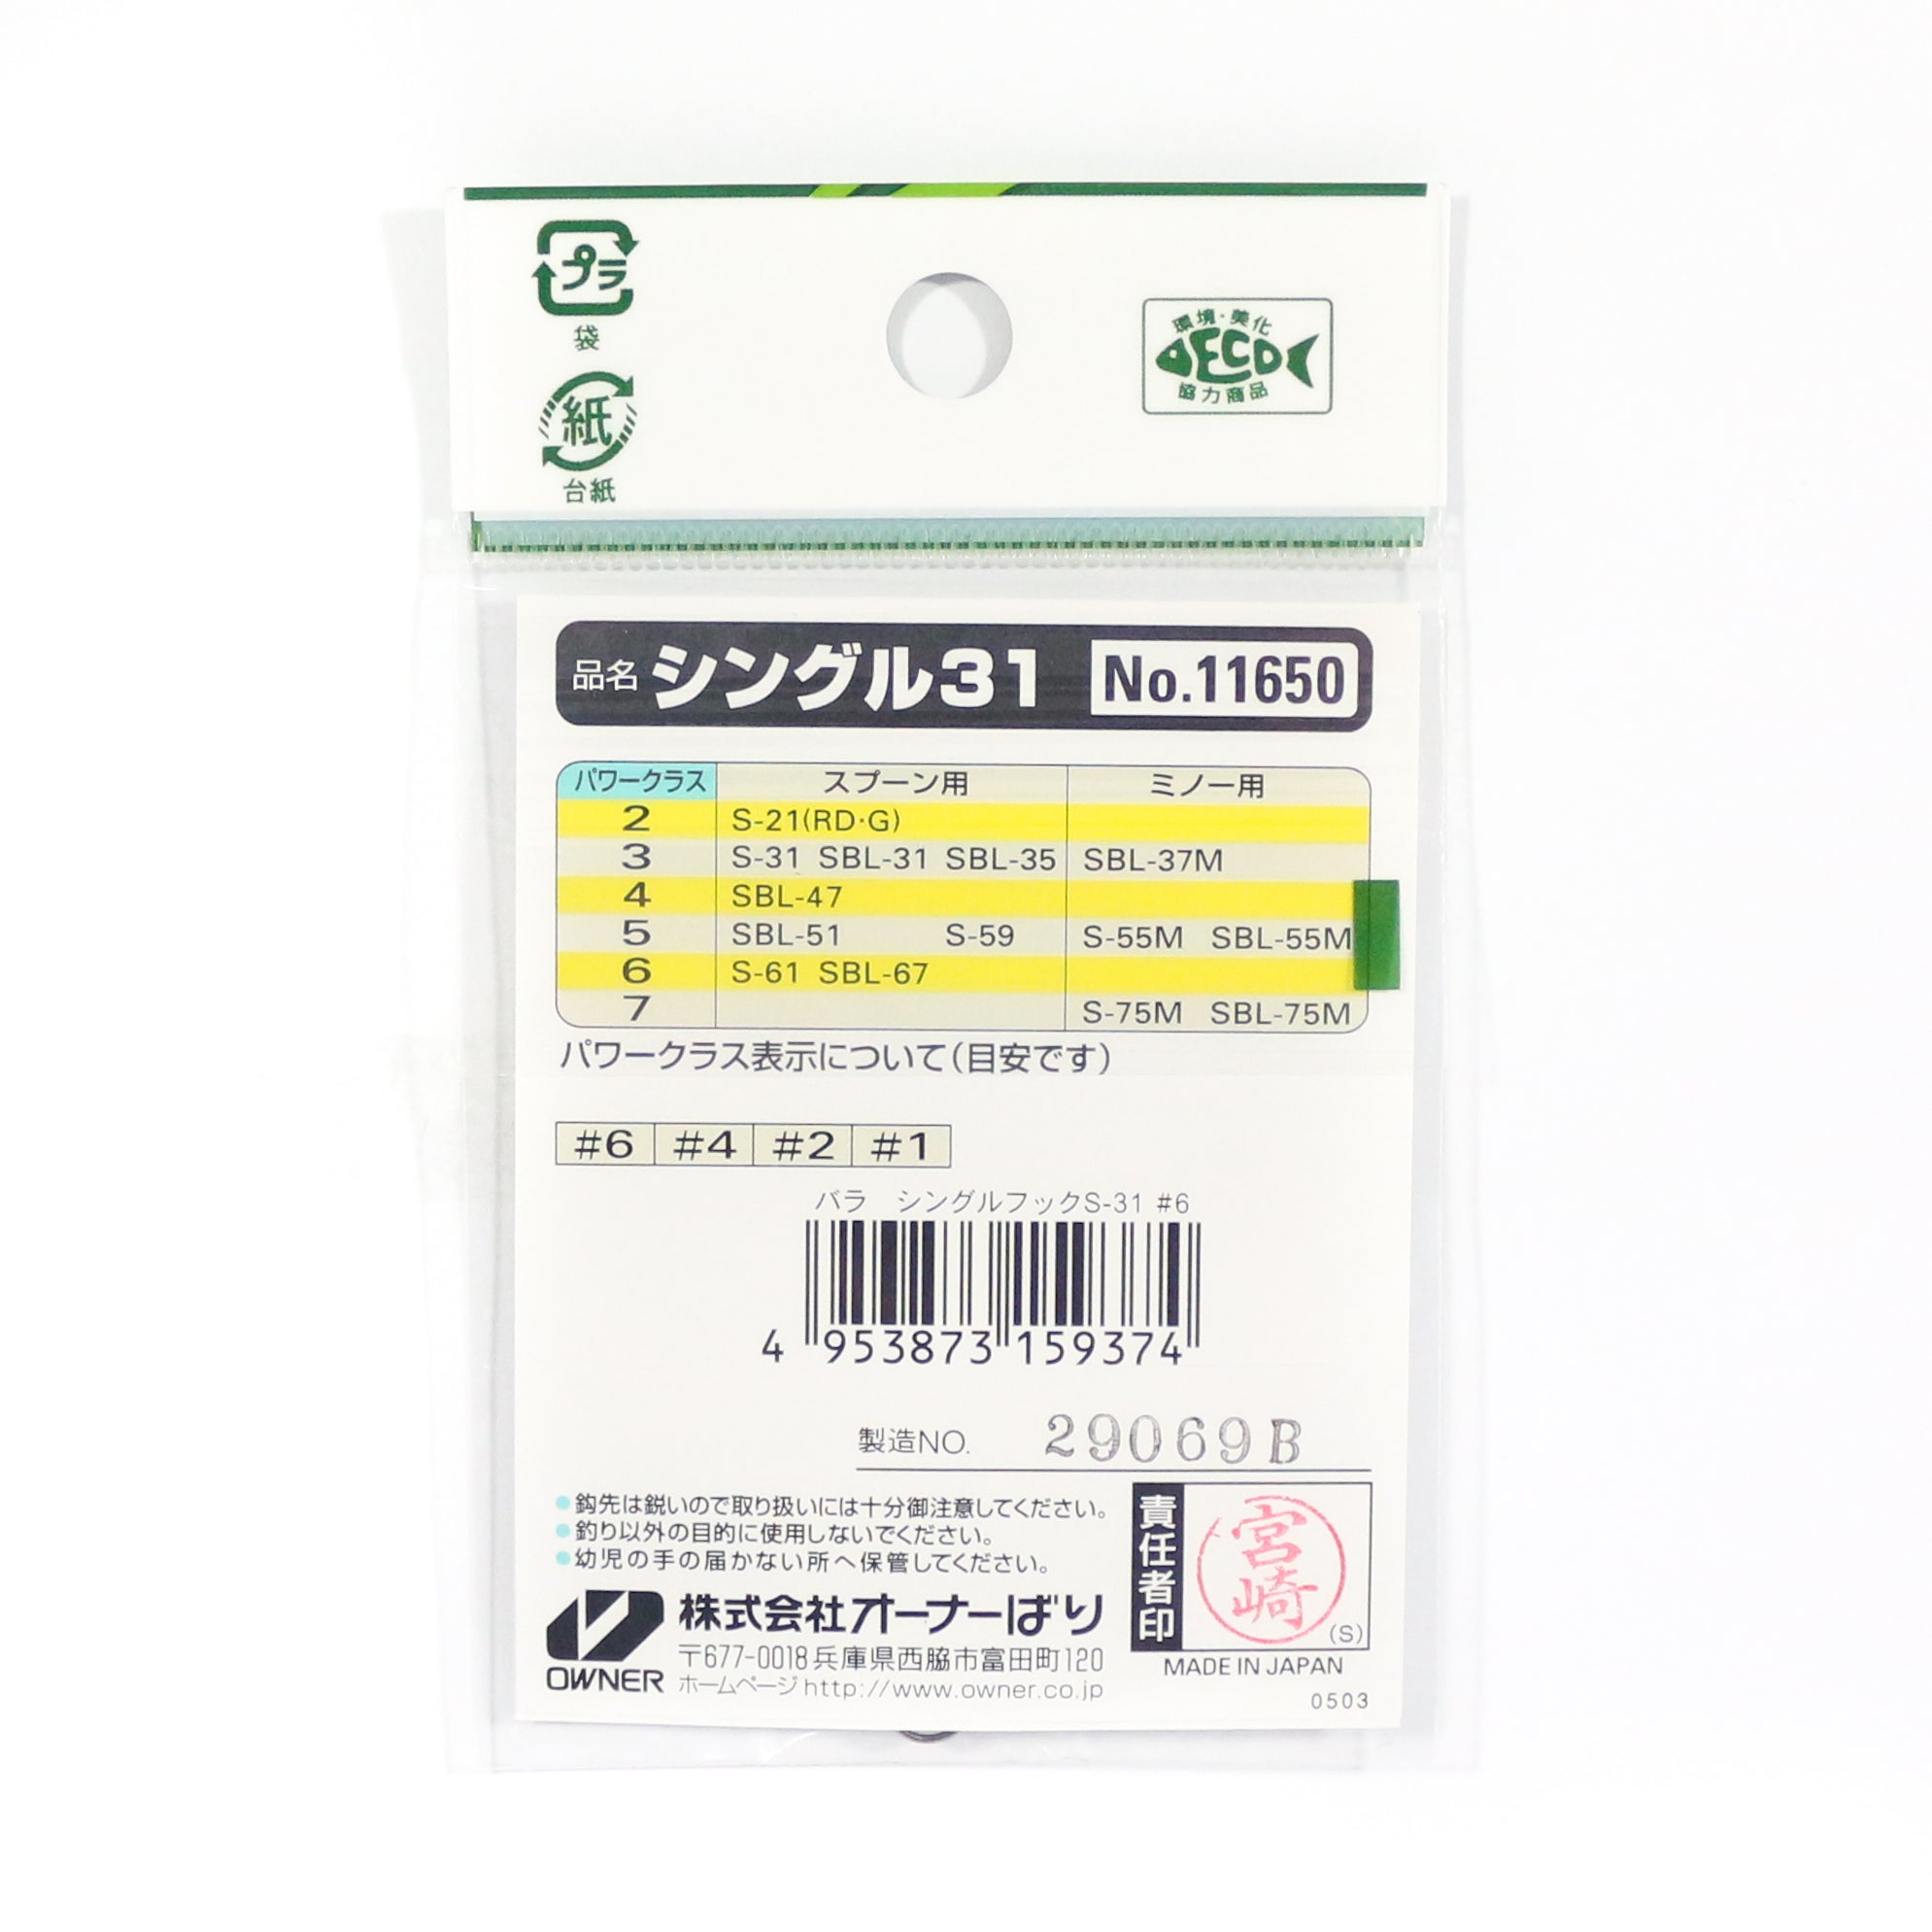 プラ
袋
紙
台紙
環境・美化
ECO
協力商品
品名 シングル31 No.11650
パワークラス スプーン用 ミノー用
2 S-21(RD·G)
3 S-31 SBL-31 SBL-35 SBL-37M
4 SBL-47
5 SBL-51 S-59 S-55M SBL-55M
6 S-61 SBL-67
7 S-75M SBL-75M
パワークラス表示について(目安です)
#6 #4 #2 #1
バラ シングルフックS-31 #6
4 953873 159374
製造NO. 29069B
●鈎先は鋭いので取り扱いには十分御注意してください。
●釣り以外の目的に使用しないでください。
●幼児の手の届かない所へ保管してください。
責任者印
宮崎
(S)
OWNER
株式会社オーナーばり
〒677-0018兵庫県西脇市富田町120
ホームページhttp://www.owner.co.jp
MADE IN JAPAN
0503